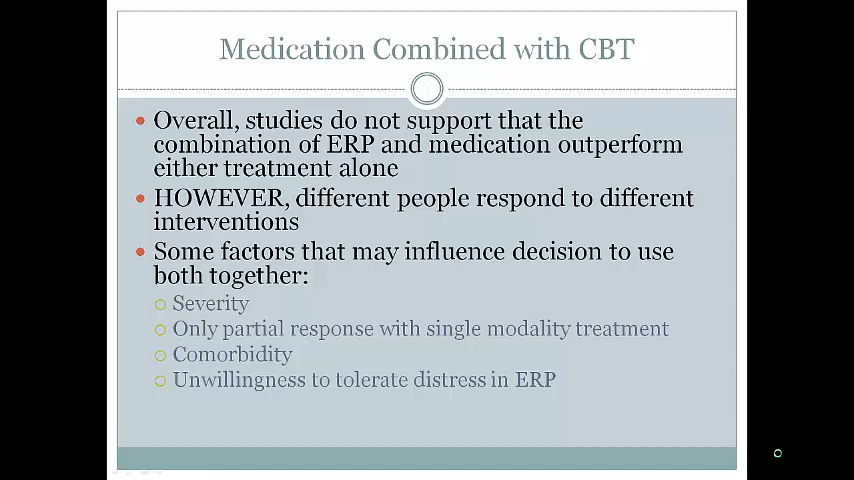 Medication Combined with CBT
Overall, studies do not support that the
combination of ERP and medication outperform
either treatment alone
HOWEVER, different people respond to different
interventions
Some factors that may influence decision to use
both together:
Severity
Only partial response with single modality treatment
Comorbidity
Unwillingness to tolerate distress in ERP